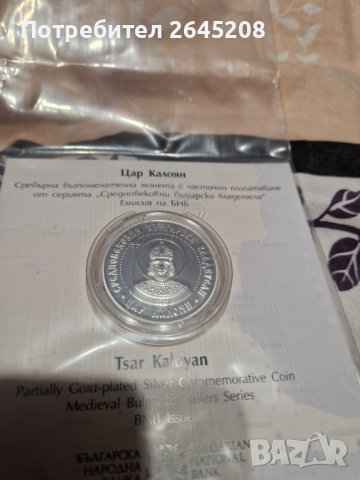 Потребител 2645208
Цар Калоян
Сребърна възпоменателна монета с частично позлатяване
от серията „Средновековни български владетели"
Емисия на БНБ
СРЕДНОВЕКОВНИ БЪЛГАРСКИ ВЛАДЕТЕЛИ
ЦАР КАЛОЯН
Tsar Kaloyan
Partially Gold-plated Silver Commemorative Coin
Medieval Bulgarian Rulers Series
BNB Issue
БЪЛГАРСКА
НАРОДНА
БАНКА
BULGARIAN
NATIONAL
BANK
BAZAR